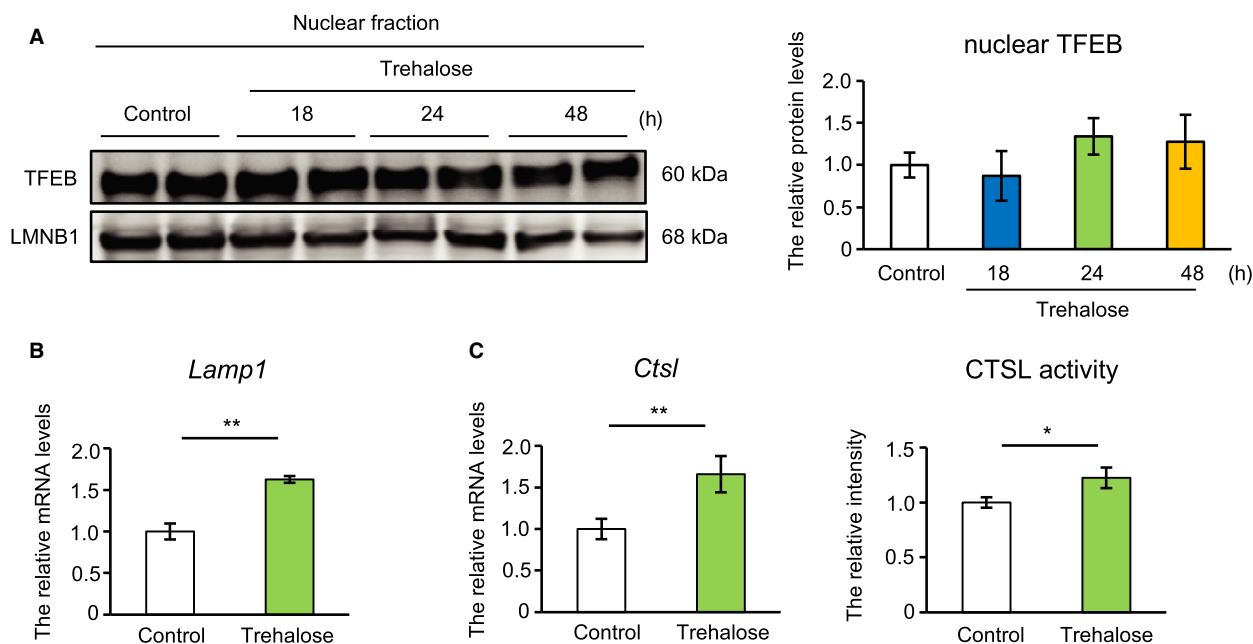 A
Nuclear fraction
Trehalose
Control 18 24 48 (h)
TFEB 60 kDa
LMNB1 68 kDa
nuclear TFEB
The relative protein levels
2.0
1.5
1.0
0.5
0
Control 18 24 48 (h)
Trehalose
B
Lamp1
The relative mRNA levels
**
2.0
1.5
1.0
0.5
0
Control Trehalose
C
Ctsl
The relative mRNA levels
**
2.0
1.5
1.0
0.5
0
Control Trehalose
CTSL activity
The relative intensity
*
1.5
1.0
0.5
0
Control Trehalose